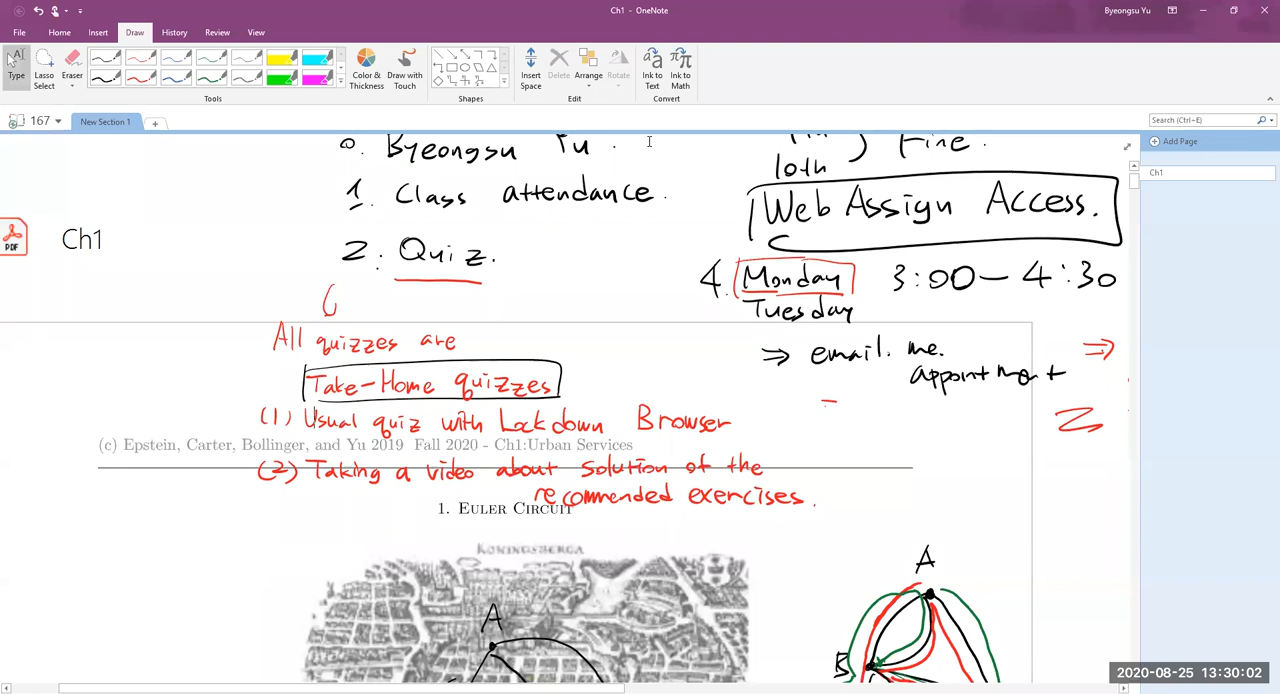 Ch1 - OneNote
Byeongsu Yu
File Home Insert Draw History Review View
Type
Lasso Select
Eraser
Color & Thickness
Draw with Touch
Insert Space
Delete
Arrange
Rotate
Ink to Text
Ink to Math
Tools
Shapes
Edit
Convert
167
New Section 1
Search (Ctrl+E)
Add Page
Ch1
PDF
Ch1
0. Byeongsu Yu.
1. Class attendance.
2. Quiz.
All quizzes are
Take-Home quizzes
(1) Usual quiz with Lockdown Browser
(2) Taking a video about solution of the
recommended exercises.
10th
Fine.
WebAssign Access.
4. Monday 3:00 - 4:30
Tuesday
⇒ email. me.
appointment
⇒
(c) Epstein, Carter, Bollinger, and Yu 2019 Fall 2020 - Ch1:Urban Services
1. Euler Circuit
KONINGSBERGA
A
A
B
2020-08-25 13:30:02